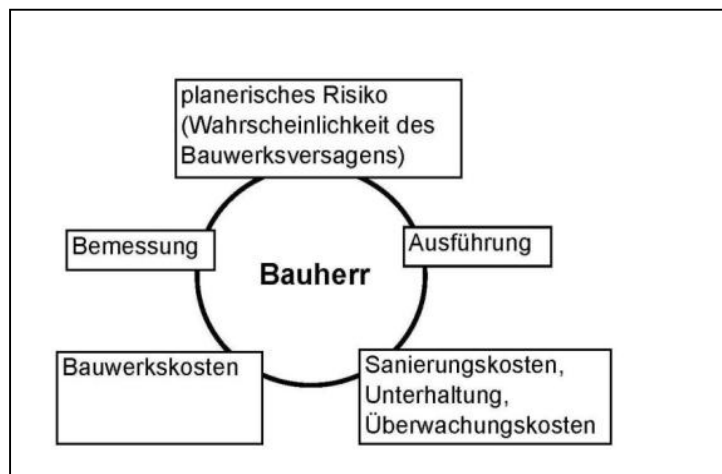 planerisches Risiko
(Wahrscheinlichkeit des
Bauwerksversagens)
Bemessung
Ausführung
Bauherr
Bauwerkskosten
Sanierungskosten,
Unterhaltung,
Überwachungskosten